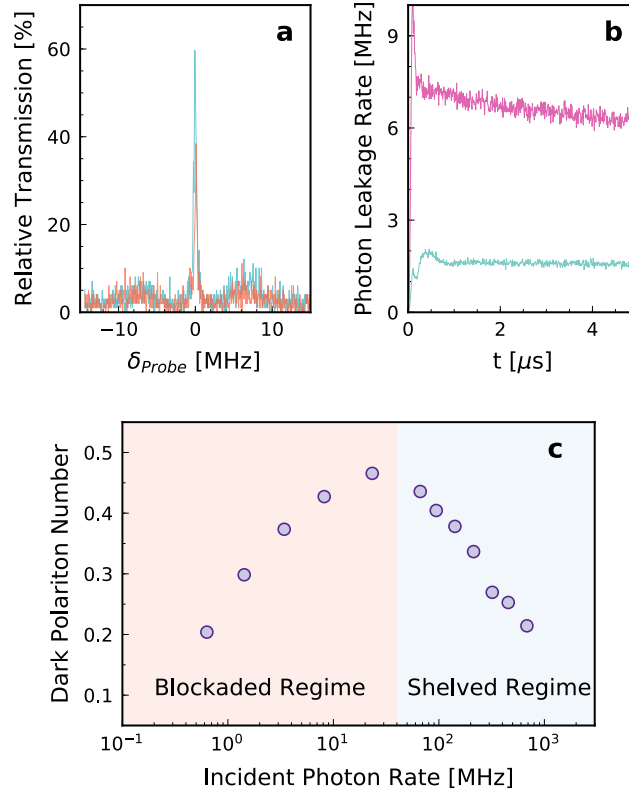 a
Relative Transmission [%]
60
40
20
0
−10 0 10
δProbe [MHz]
b
Photon Leakage Rate [MHz]
9
6
3
0
0 2 4
t [μs]
c
Dark Polariton Number
0.5
0.4
0.3
0.2
0.1
Blockaded Regime
Shelved Regime
10⁻¹ 10⁰ 10¹ 10² 10³
Incident Photon Rate [MHz]